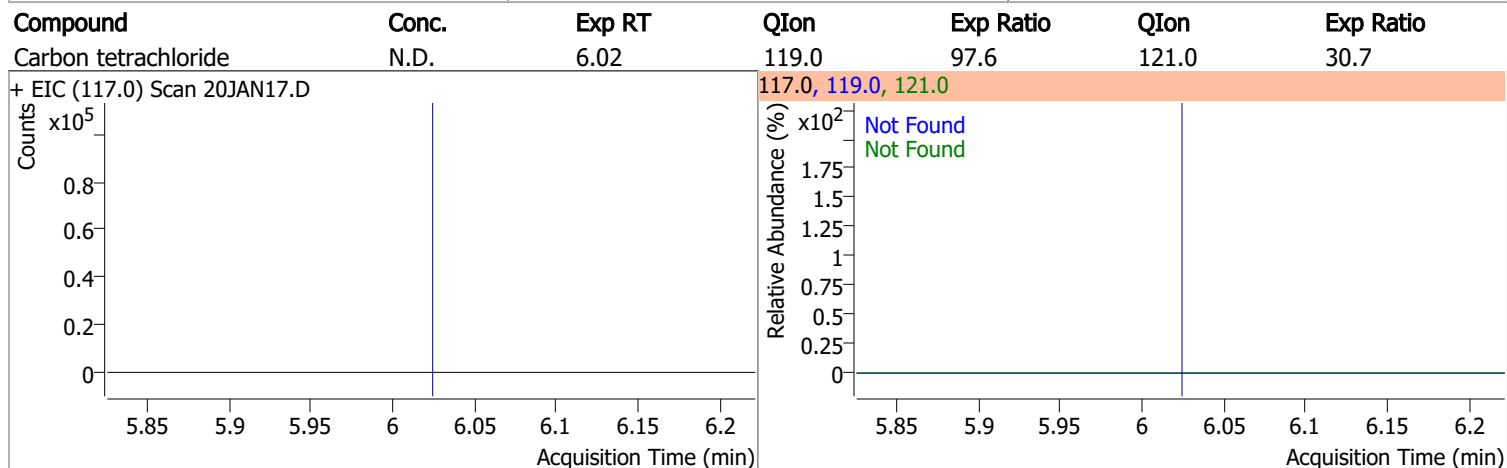 Compound Conc. Exp RT QIon Exp Ratio QIon Exp Ratio
Carbon tetrachloride N.D. 6.02 119.0 97.6 121.0 30.7
+ EIC (117.0) Scan 20JAN17.D
Counts
x10⁵
0.8
0.6
0.4
0.2
0
5.85 5.9 5.95 6 6.05 6.1 6.15 6.2
Acquisition Time (min)
117.0, 119.0, 121.0
Relative Abundance (%)
x10²
Not Found
Not Found
1.75
1.5
1.25
1
0.75
0.5
0.25
0
5.85 5.9 5.95 6 6.05 6.1 6.15 6.2
Acquisition Time (min)